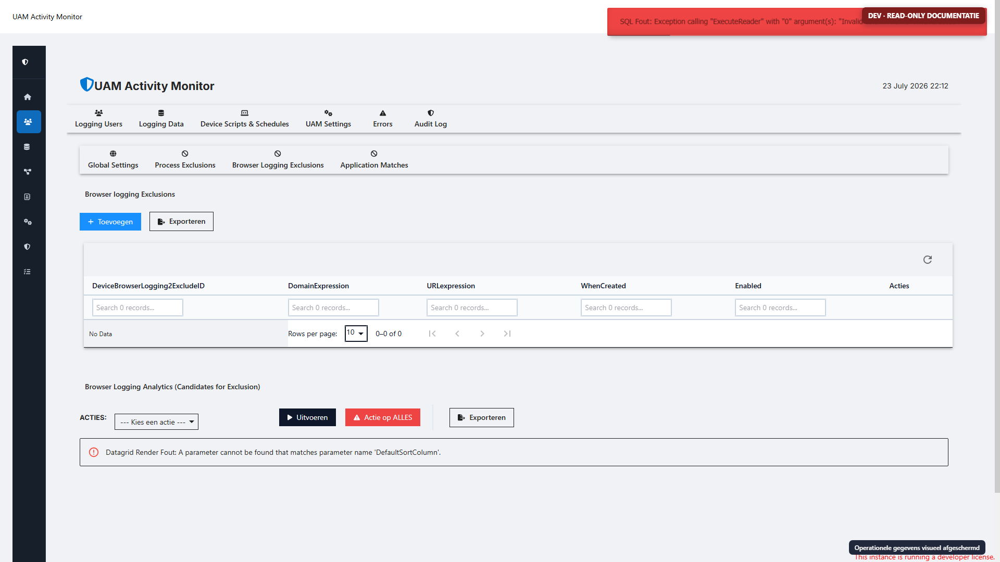 UAM Activity Monitor
SQL Fout: Exception calling "ExecuteReader" with "0" argument(s): "Invalid
DEV - READ-ONLY DOCUMENTATIE
UAM Activity Monitor
23 July 2026 22:12
Logging Users
Logging Data
Device Scripts & Schedules
UAM Settings
Errors
Audit Log
Global Settings
Process Exclusions
Browser Logging Exclusions
Application Matches
Browser logging Exclusions
Toevoegen
Exporteren
DeviceBrowserLogging2ExcludeID
DomainExpression
URLexpression
WhenCreated
Enabled
Acties
Search 0 records...
Search 0 records...
Search 0 records...
Search 0 records...
Search 0 records...
No Data
Rows per page:
10
0–0 of 0
Browser Logging Analytics (Candidates for Exclusion)
ACTIES:
--- Kies een actie ---
Uitvoeren
Actie op ALLES
Exporteren
Datagrid Render Fout: A parameter cannot be found that matches parameter name 'DefaultSortColumn'.
Operationele gegevens visueel afgeschermd
This instance is running a developer license.